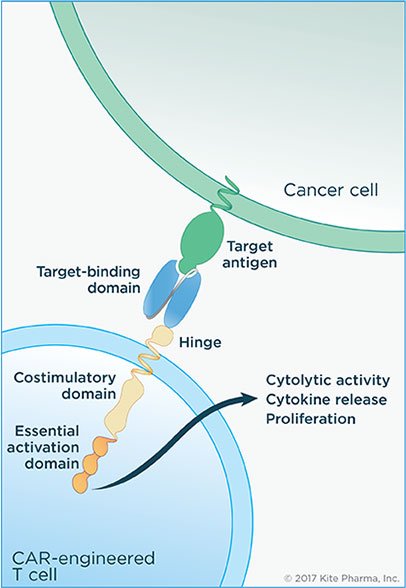 Cancer cell
Target
antigen
Target-binding
domain
Hinge
Costimulatory
domain
Cytolytic activity
Cytokine release
Proliferation
Essential
activation
domain
CAR-engineered
T cell
© 2017 Kite Pharma, Inc.